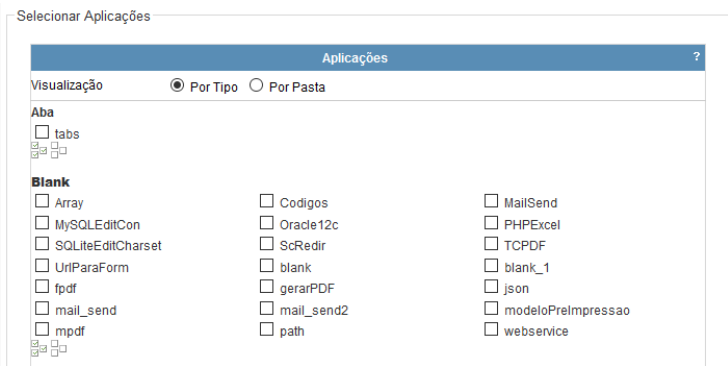 Selecionar Aplicações
Aplicações ?
Visualização Por Tipo Por Pasta
Aba
tabs
Blank
Array Codigos MailSend
MySQLEditCon Oracle12c PHPExcel
SQLiteEditCharset ScRedir TCPDF
UrlParaForm blank blank_1
fpdf gerarPDF json
mail_send mail_send2 modeloPreImpressao
mpdf path webservice